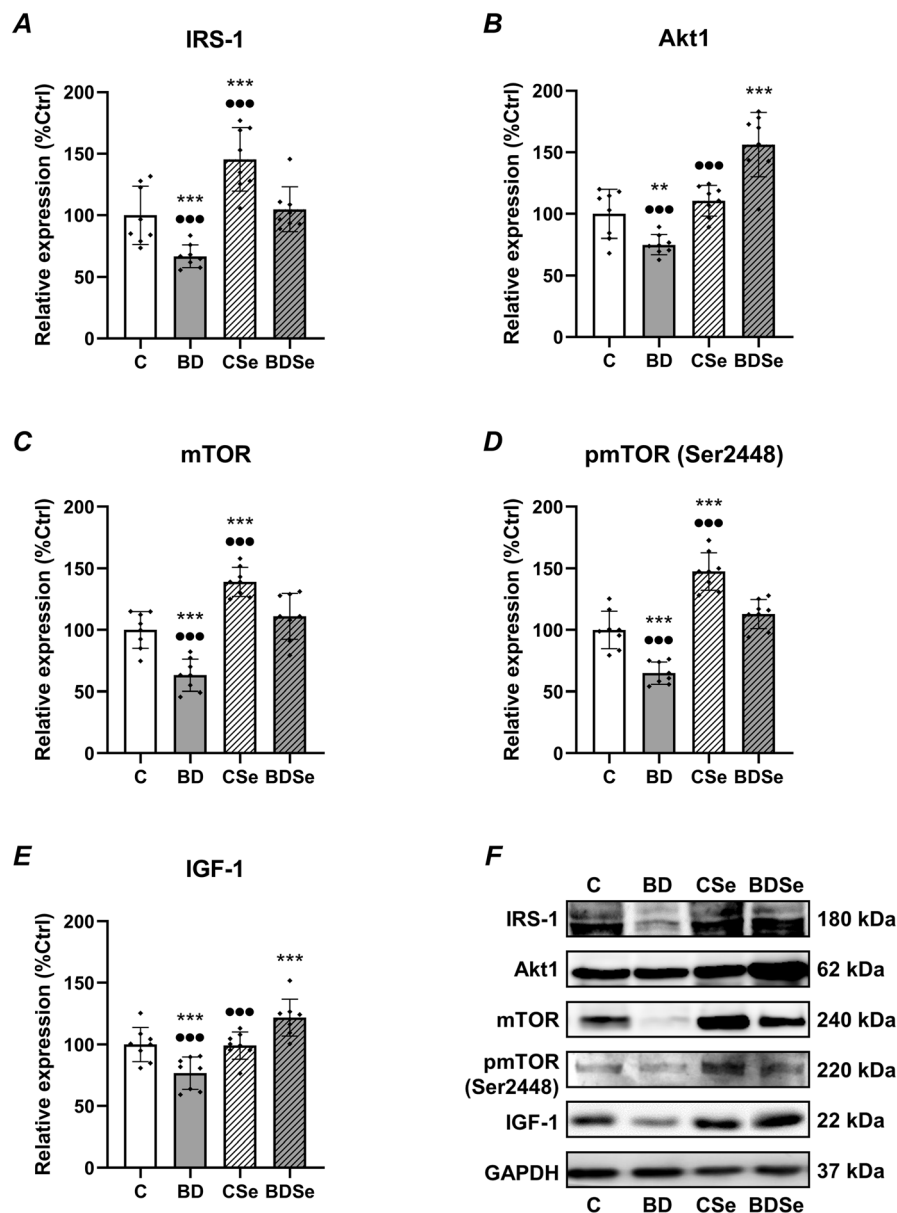 A
IRS-1
Relative expression (%Ctrl)
200
150
100
50
0
***
●●●
***
●●●
C BD CSe BDSe
B
Akt1
Relative expression (%Ctrl)
200
150
100
50
0
**
●●●
●●●
***
C BD CSe BDSe
C
mTOR
Relative expression (%Ctrl)
200
150
100
50
0
***
●●●
***
●●●
C BD CSe BDSe
D
pmTOR (Ser2448)
Relative expression (%Ctrl)
200
150
100
50
0
***
●●●
***
●●●
C BD CSe BDSe
E
IGF-1
Relative expression (%Ctrl)
200
150
100
50
0
***
●●●
●●●
***
C BD CSe BDSe
F
C BD CSe BDSe
IRS-1 180 kDa
Akt1 62 kDa
mTOR 240 kDa
pmTOR
(Ser2448) 220 kDa
IGF-1 22 kDa
GAPDH 37 kDa
C BD CSe BDSe